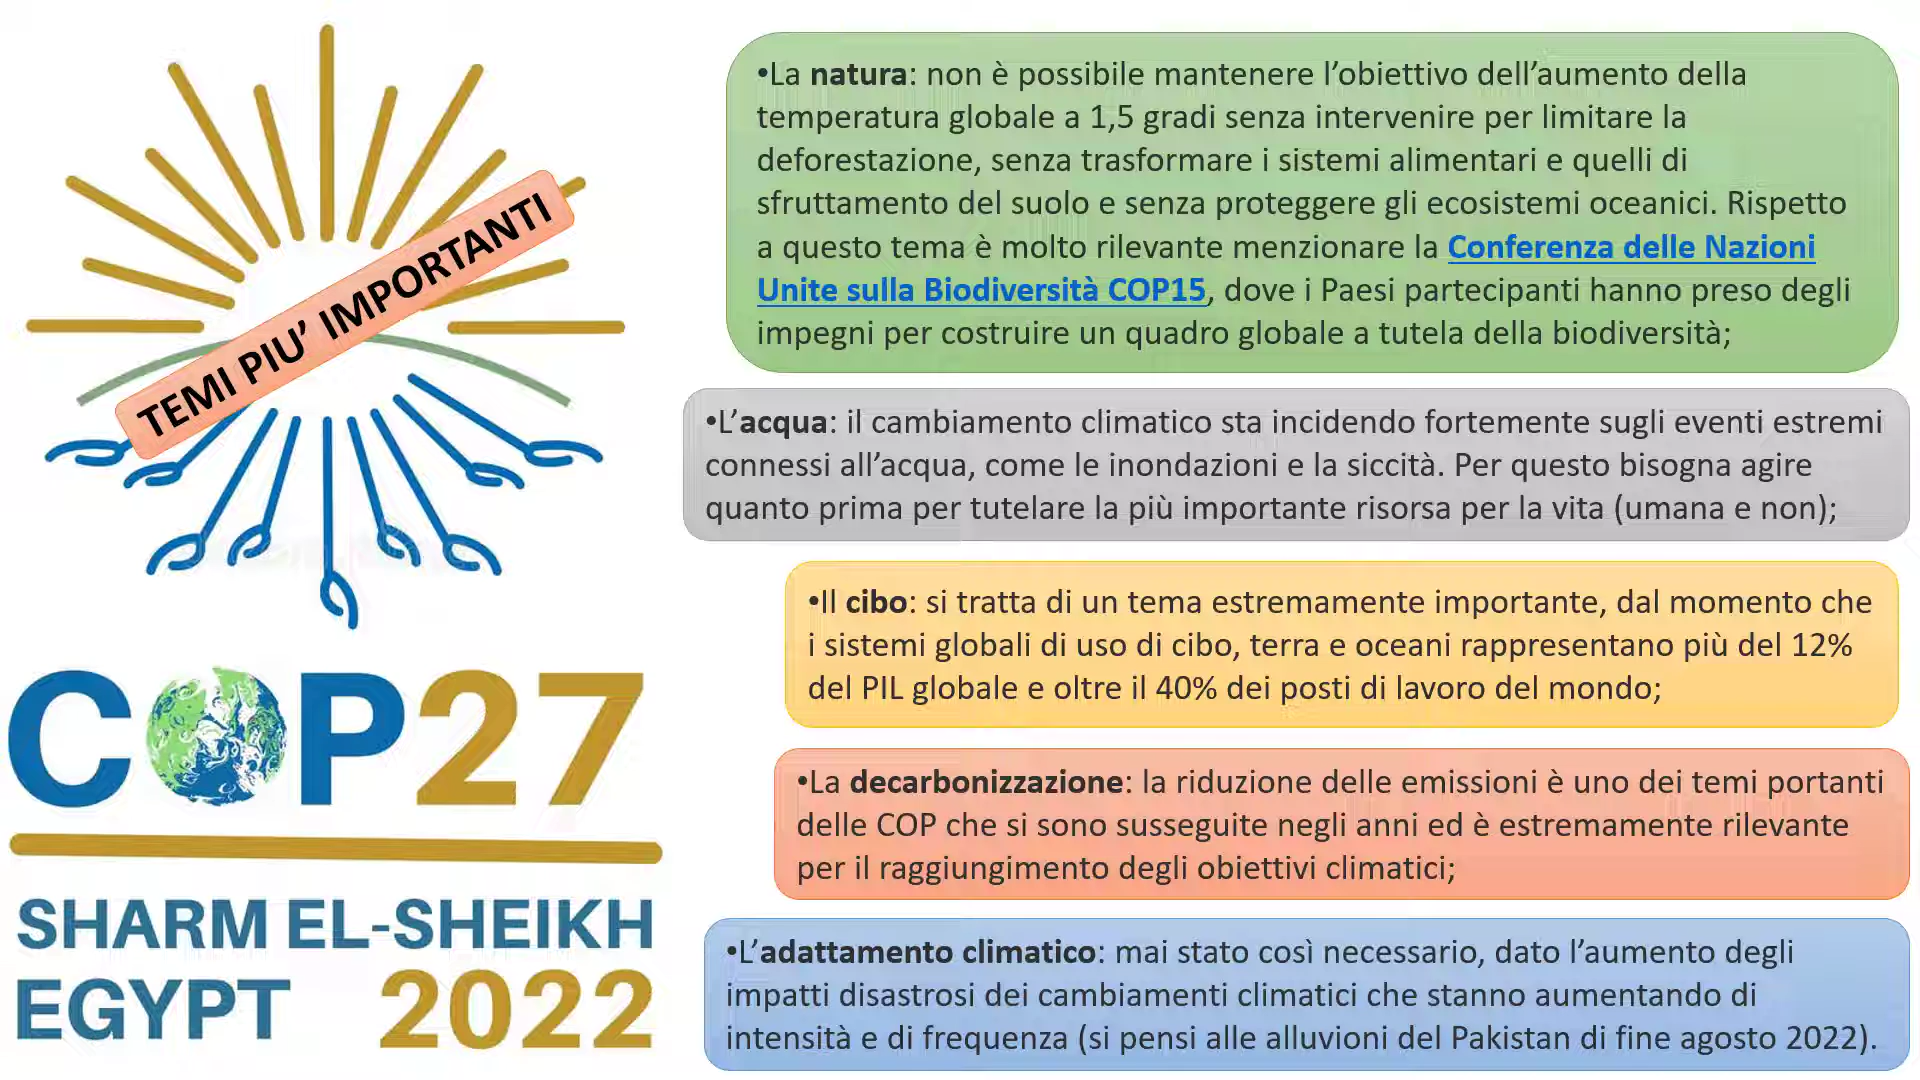 TEMI PIU’ IMPORTANTI
COP27
SHARM EL-SHEIKH
EGYPT 2022
•La natura: non è possibile mantenere l’obiettivo dell’aumento della
temperatura globale a 1,5 gradi senza intervenire per limitare la
deforestazione, senza trasformare i sistemi alimentari e quelli di
sfruttamento del suolo e senza proteggere gli ecosistemi oceanici. Rispetto
a questo tema è molto rilevante menzionare la Conferenza delle Nazioni
Unite sulla Biodiversità COP15, dove i Paesi partecipanti hanno preso degli
impegni per costruire un quadro globale a tutela della biodiversità;
•L’acqua: il cambiamento climatico sta incidendo fortemente sugli eventi estremi
connessi all’acqua, come le inondazioni e la siccità. Per questo bisogna agire
quanto prima per tutelare la più importante risorsa per la vita (umana e non);
•Il cibo: si tratta di un tema estremamente importante, dal momento che
i sistemi globali di uso di cibo, terra e oceani rappresentano più del 12%
del PIL globale e oltre il 40% dei posti di lavoro del mondo;
•La decarbonizzazione: la riduzione delle emissioni è uno dei temi portanti
delle COP che si sono susseguite negli anni ed è estremamente rilevante
per il raggiungimento degli obiettivi climatici;
•L’adattamento climatico: mai stato così necessario, dato l’aumento degli
impatti disastrosi dei cambiamenti climatici che stanno aumentando di
intensità e di frequenza (si pensi alle alluvioni del Pakistan di fine agosto 2022).